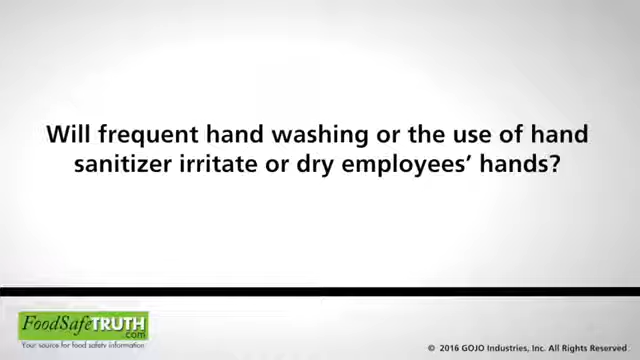 Will frequent hand washing or the use of hand
sanitizer irritate or dry employees’ hands?
FoodSafeTRUTH
.com
Your source for food safety information
© 2016 GOJO Industries, Inc. All Rights Reserved